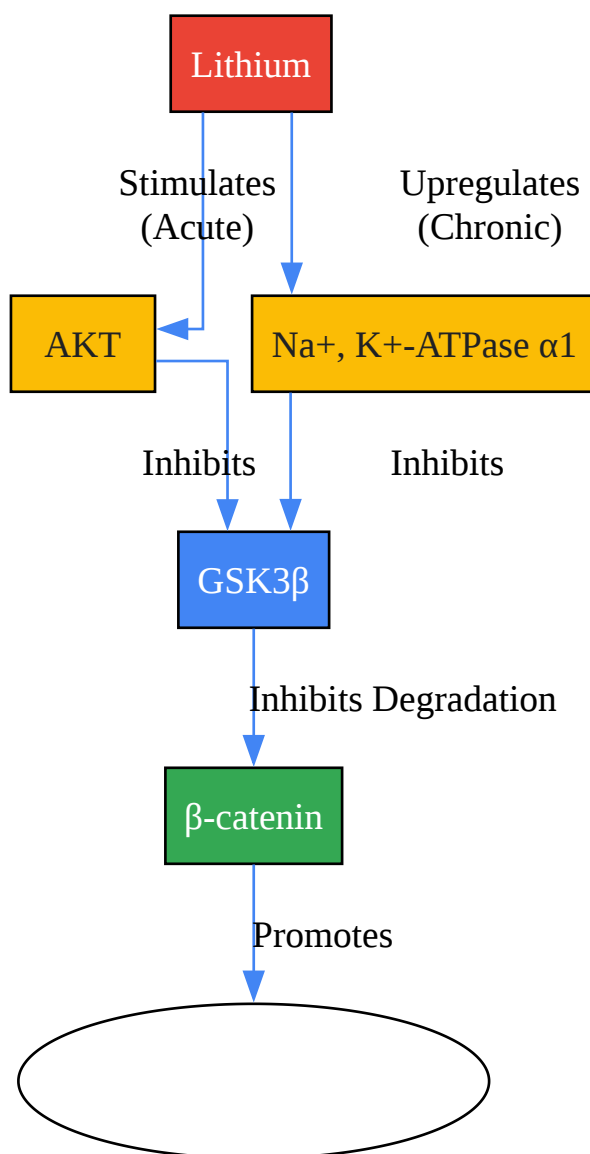 Lithium
Stimulates
(Acute)
Upregulates
(Chronic)
AKT
Na+, K+-ATPase α1
Inhibits
Inhibits
GSK3β
Inhibits Degradation
β-catenin
Promotes